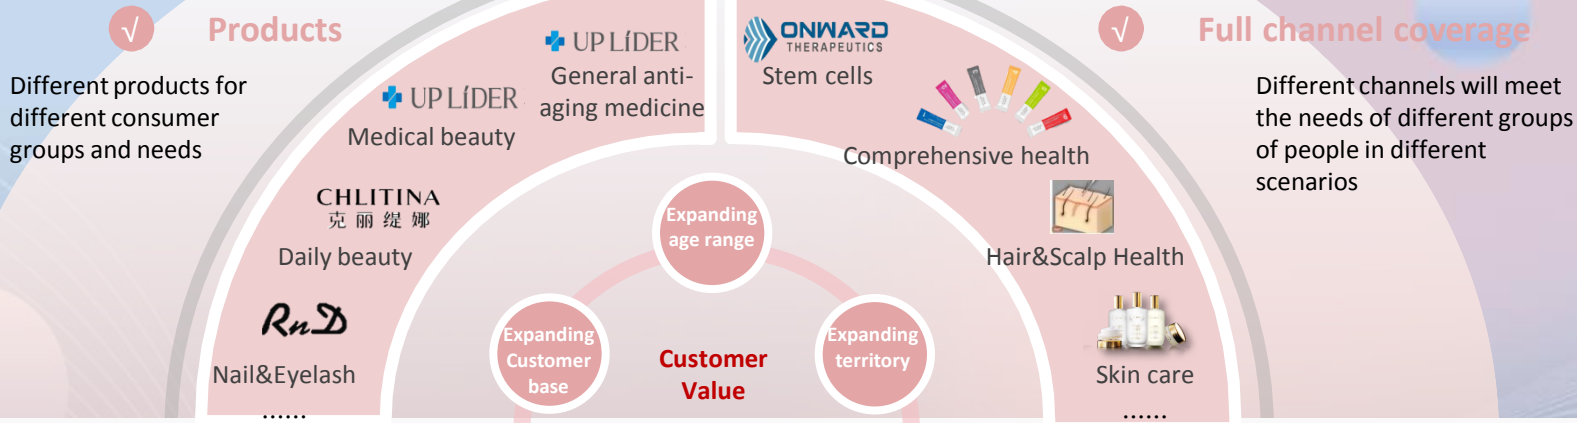 √ Products
Different products for
different consumer
groups and needs
UP LÍDER
General anti-
aging medicine
UP LÍDER
Medical beauty
CHLITINA
克丽缇娜
Daily beauty
RnD
Nail&Eyelash
......
ONWARD
THERAPEUTICS
Stem cells
Comprehensive health
Hair&Scalp Health
Skin care
......
Expanding
age range
Expanding
Customer
base
Customer
Value
Expanding
territory
√ Full channel coverage
Different channels will meet
the needs of different groups
of people in different
scenarios